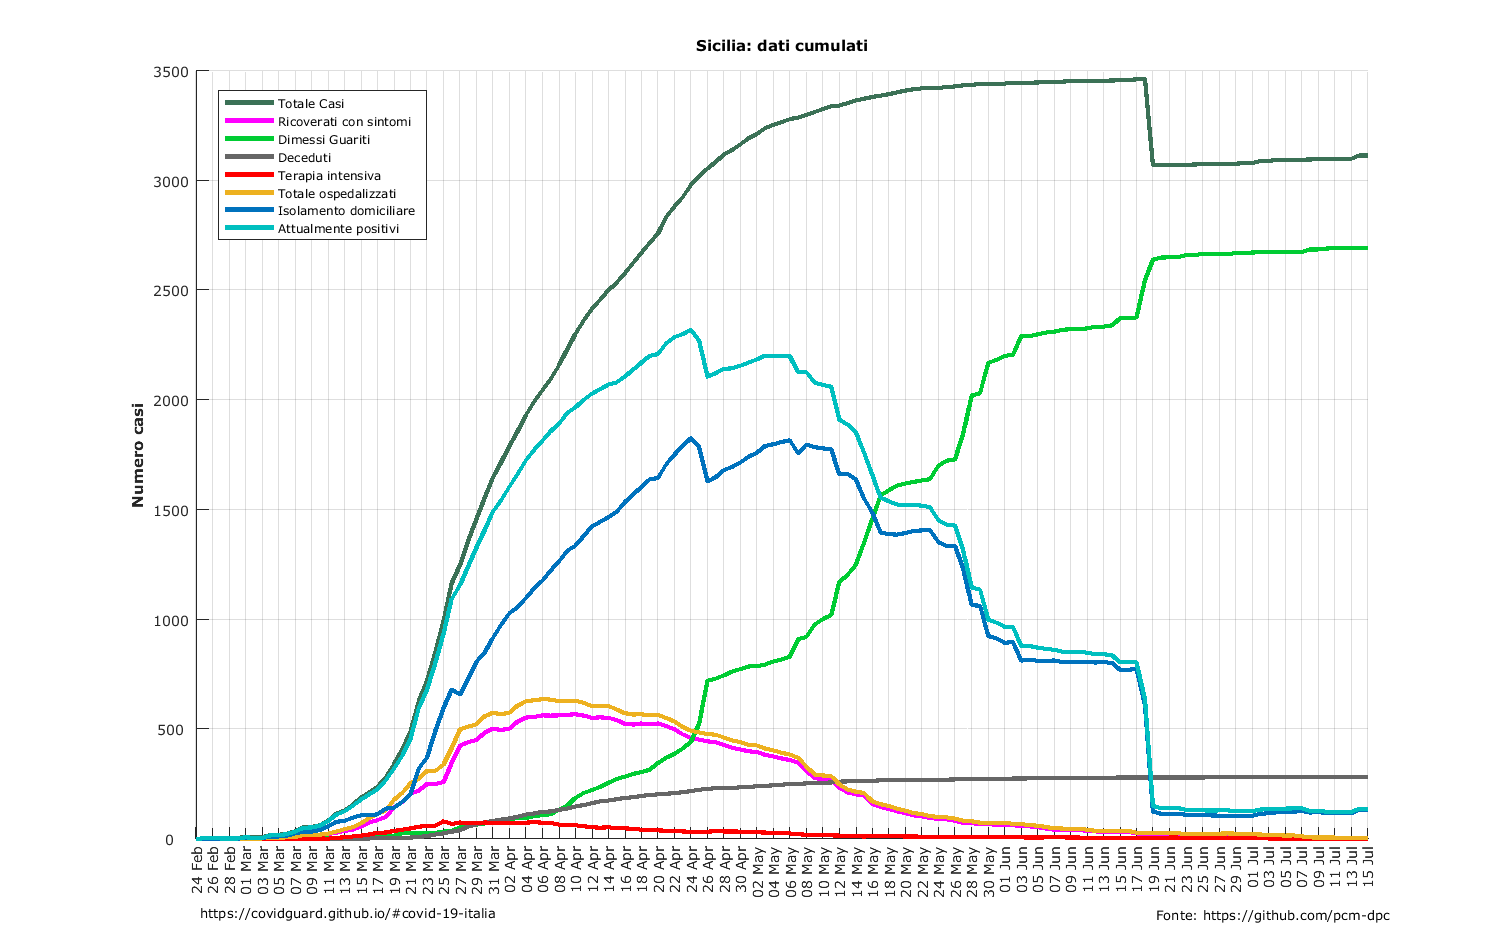 Sicilia: dati cumulati
Numero casi
3500
3000
2500
2000
1500
1000
500
0
Totale Casi
Ricoverati con sintomi
Dimessi Guariti
Deceduti
Terapia intensiva
Totale ospedalizzati
Isolamento domiciliare
Attualmente positivi
24 Feb
26 Feb
28 Feb
01 Mar
03 Mar
05 Mar
07 Mar
09 Mar
11 Mar
13 Mar
15 Mar
17 Mar
19 Mar
21 Mar
23 Mar
25 Mar
27 Mar
29 Mar
31 Mar
02 Apr
04 Apr
06 Apr
08 Apr
10 Apr
12 Apr
14 Apr
16 Apr
18 Apr
20 Apr
22 Apr
24 Apr
26 Apr
28 Apr
30 Apr
02 May
04 May
06 May
08 May
10 May
12 May
14 May
16 May
18 May
20 May
22 May
24 May
26 May
28 May
30 May
01 Jun
03 Jun
05 Jun
07 Jun
09 Jun
11 Jun
13 Jun
15 Jun
17 Jun
19 Jun
21 Jun
23 Jun
25 Jun
27 Jun
29 Jun
01 Jul
03 Jul
05 Jul
07 Jul
09 Jul
11 Jul
13 Jul
15 Jul
https://covidguard.github.io/#covid-19-italia
Fonte: https://github.com/pcm-dpc